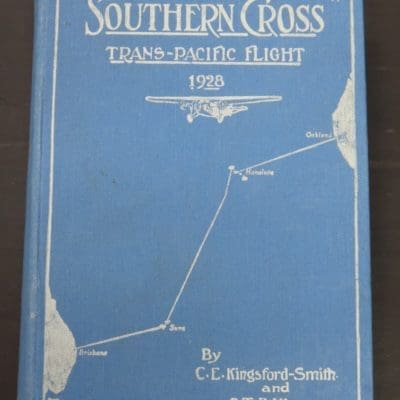 SOUTHERN CROSS
TRANS-PACIFIC FLIGHT
1928
Oakland
Honolulu
Suva
Brisbane
By
C.E. Kingsford-Smith
and